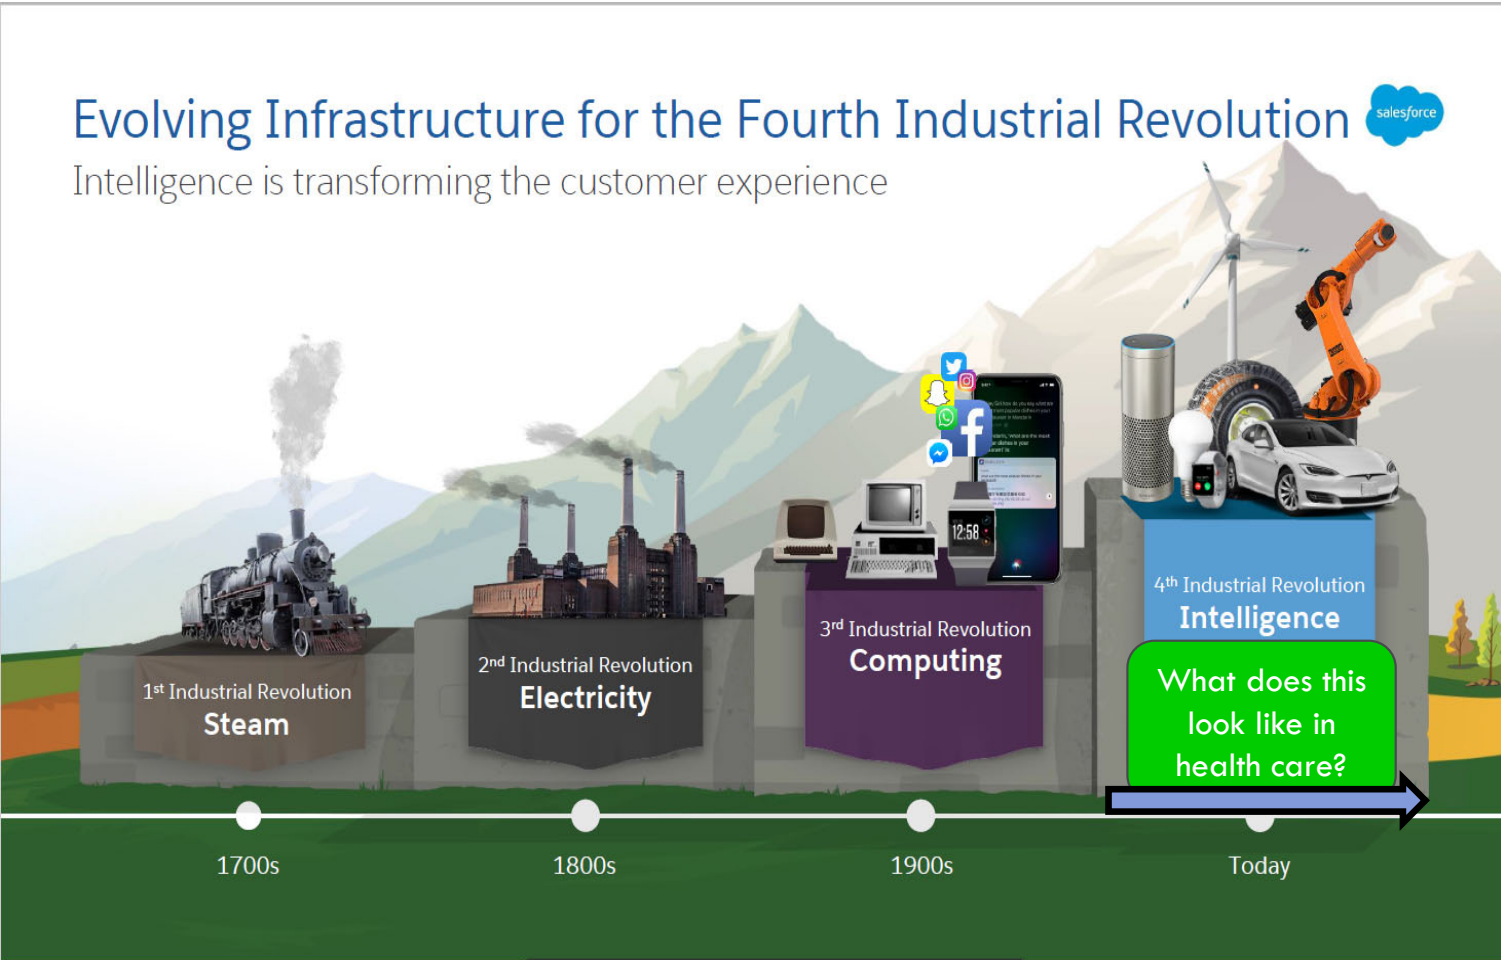 Evolving Infrastructure for the Fourth Industrial Revolution
salesforce
Intelligence is transforming the customer experience
12:58
1st Industrial Revolution
Steam
2nd Industrial Revolution
Electricity
3rd Industrial Revolution
Computing
4th Industrial Revolution
Intelligence
What does this
look like in
health care?
1700s
1800s
1900s
Today